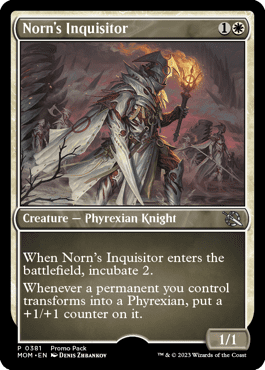 Norn's Inquisitor 1
Creature — Phyrexian Knight
When Norn's Inquisitor enters the
battlefield, incubate 2.
Whenever a permanent you control
transforms into a Phyrexian, put a
+1/+1 counter on it.
1/1
P 0381 Promo Pack
MOM • EN Denis Zhbankov
™ & © 2023 Wizards of the Coast